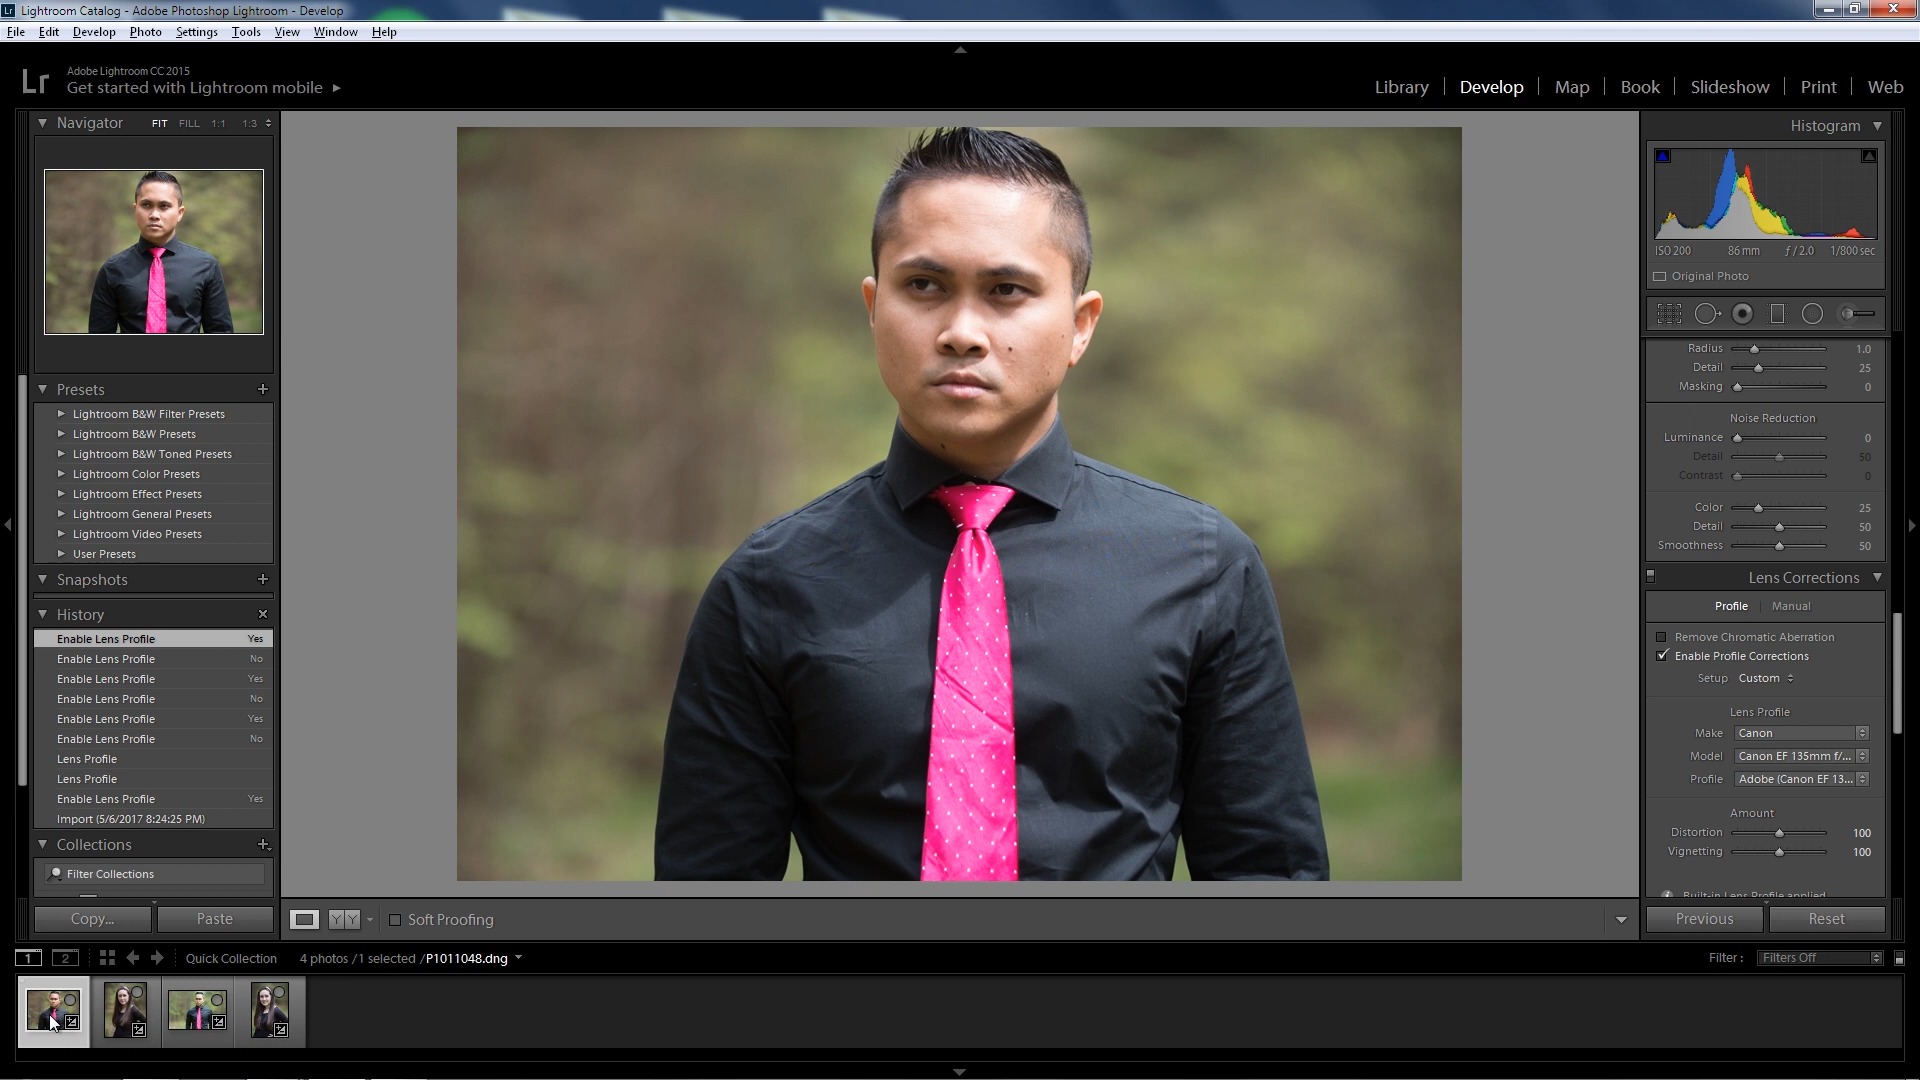 Lightroom Catalog - Adobe Photoshop Lightroom - Develop
File Edit Develop Photo Settings Tools View Window Help
Lr
Adobe Lightroom CC 2015
Get started with Lightroom mobile
Library Develop Map Book Slideshow Print Web
Navigator FIT FILL 1:1 1:3
Presets
Lightroom B&W Filter Presets
Lightroom B&W Presets
Lightroom B&W Toned Presets
Lightroom Color Presets
Lightroom Effect Presets
Lightroom General Presets
Lightroom Video Presets
User Presets
Snapshots
History
Enable Lens Profile Yes
Enable Lens Profile No
Enable Lens Profile Yes
Enable Lens Profile No
Enable Lens Profile Yes
Enable Lens Profile No
Lens Profile
Lens Profile
Enable Lens Profile Yes
Import (5/6/2017 8:24:25 PM)
Collections
Filter Collections
Copy... Paste
Histogram
ISO 200 86 mm ƒ / 2.0 1/800 sec
Original Photo
Radius 1.0
Detail 25
Masking 0
Noise Reduction
Luminance 0
Detail 50
Contrast 0
Color 25
Detail 50
Smoothness 50
Lens Corrections
Profile Manual
Remove Chromatic Aberration
Enable Profile Corrections
Setup Custom
Lens Profile
Make Canon
Model Canon EF 135mm f/...
Profile Adobe (Canon EF 13...
Amount
Distortion 100
Vignetting 100
Built-in Lens Profile applied
Previous Reset
YY Soft Proofing
1 2 Quick Collection 4 photos /1 selected /P1011048.dng Filter : Filters Off